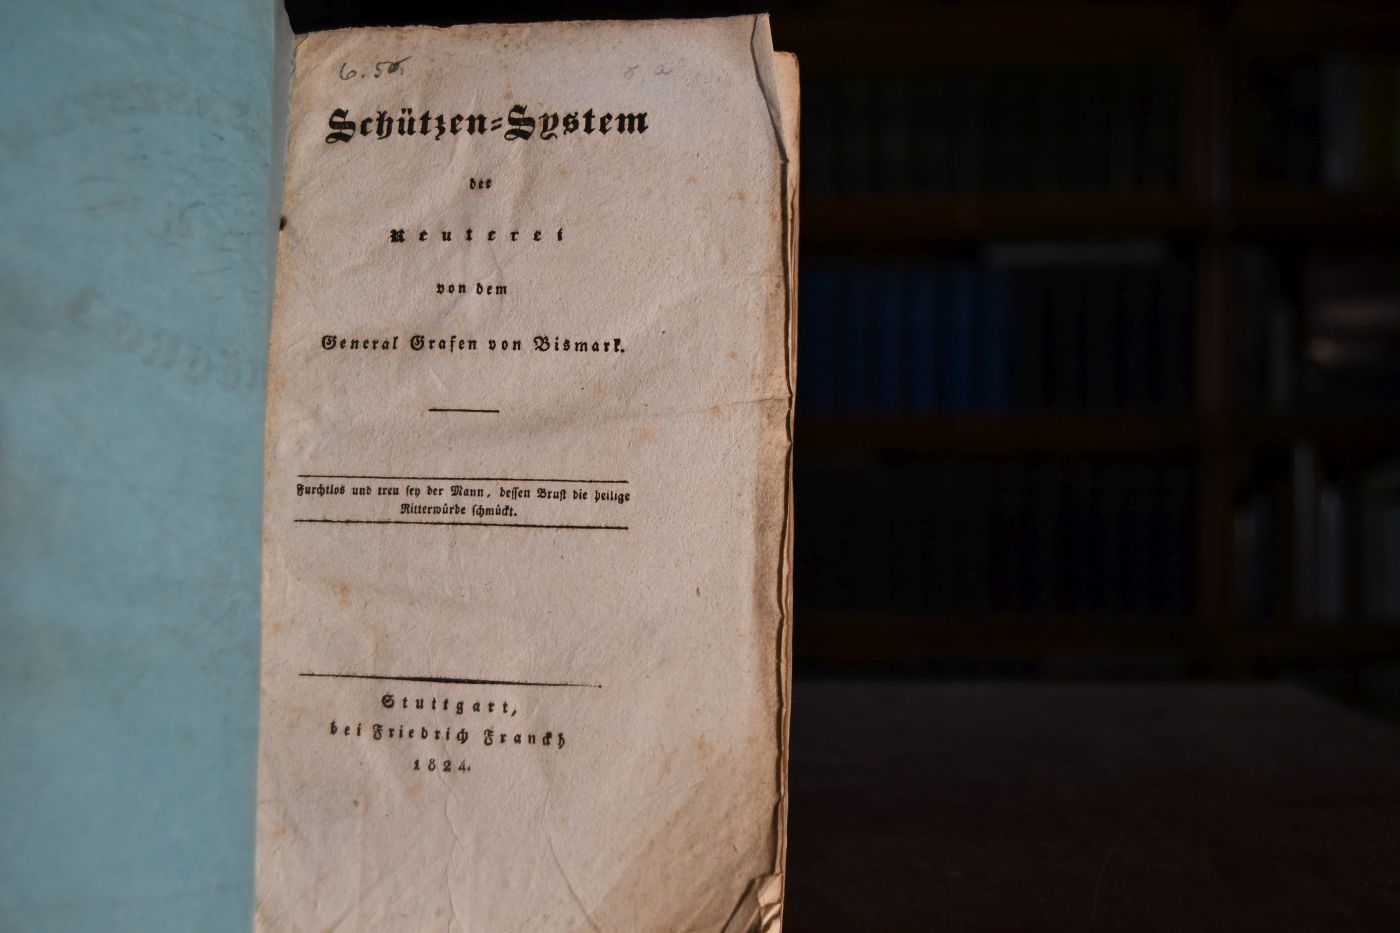 6.50
Schützen-System
der
Reuterei
von dem
General Grafen von Bismark.
Furchtlos und treu sey der Mann, dessen Brust die heilige
Ritterwürde schmückt.
Stuttgart,
bei Friedrich Franckh
1824.